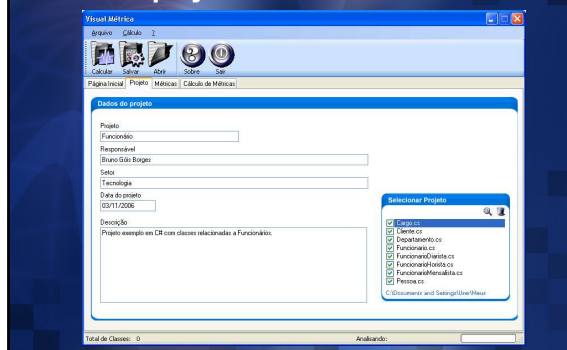 Visual Métrica
Arquivo Cálculo ?
Calcular Salvar Abrir Sobre Sair
Página Inicial Projeto Métricas Cálculo de Métricas
Dados do projeto
Projeto
Funcionário
Responsável
Bruno Góis Borges
Setor
Tecnologia
Data do projeto
03/11/2006
Descrição
Projeto exemplo em C# com classes relacionadas a Funcionários.
Selecionar Projeto
Cargo.cs
Cliente.cs
Departamento.cs
Funcionario.cs
FuncionarioDiarista.cs
FuncionarioHorista.cs
FuncionarioMensalista.cs
Pessoa.cs
C:\Documents and Settings\User\Meus
Total de Classes: 0 Analisando: